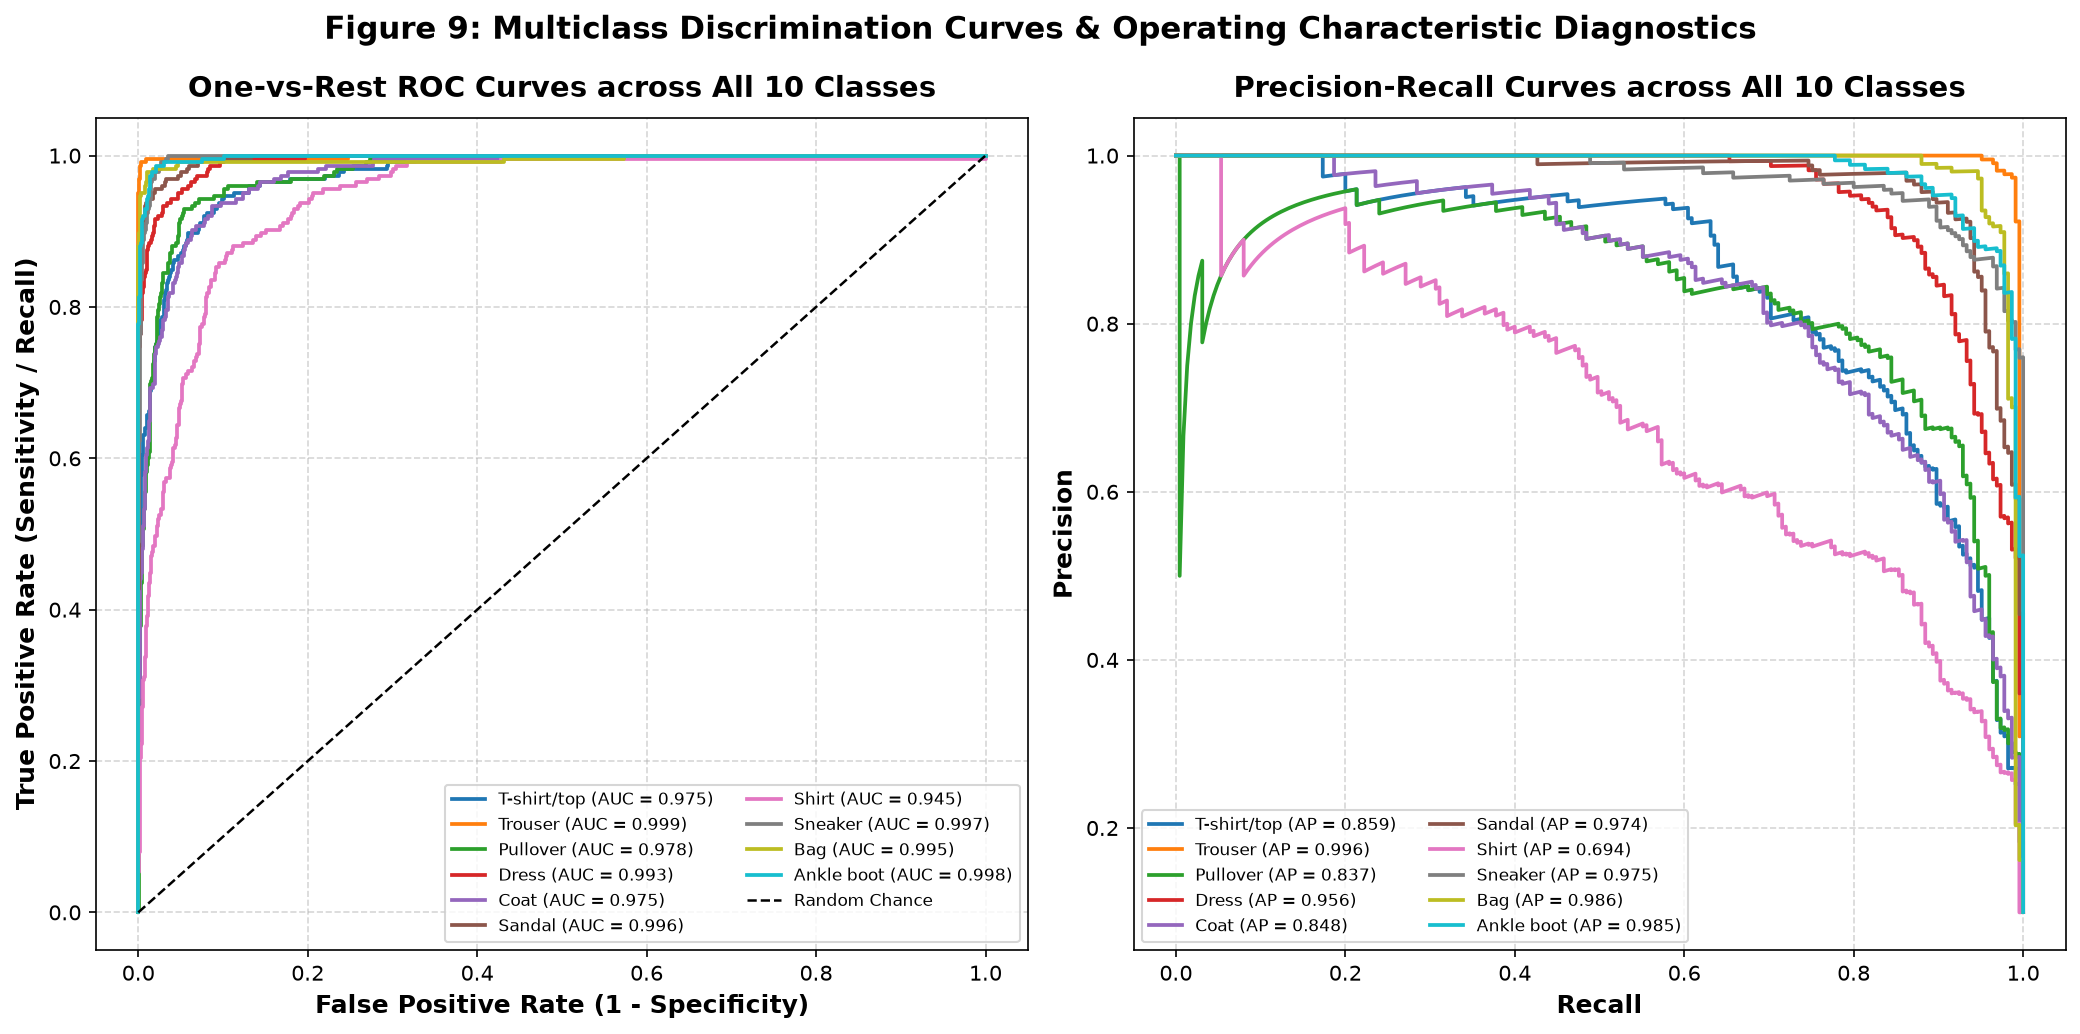 Figure 9: Multiclass Discrimination Curves & Operating Characteristic Diagnostics
One-vs-Rest ROC Curves across All 10 Classes
True Positive Rate (Sensitivity / Recall)
1.0
0.8
0.6
0.4
0.2
0.0
T-shirt/top (AUC = 0.975)
Trouser (AUC = 0.999)
Pullover (AUC = 0.978)
Dress (AUC = 0.993)
Coat (AUC = 0.975)
Sandal (AUC = 0.996)
Shirt (AUC = 0.945)
Sneaker (AUC = 0.997)
Bag (AUC = 0.995)
Ankle boot (AUC = 0.998)
Random Chance
0.0 0.2 0.4 0.6 0.8 1.0
False Positive Rate (1 - Specificity)
Precision-Recall Curves across All 10 Classes
Precision
1.0
0.8
0.6
0.4
0.2
T-shirt/top (AP = 0.859)
Trouser (AP = 0.996)
Pullover (AP = 0.837)
Dress (AP = 0.956)
Coat (AP = 0.848)
Sandal (AP = 0.974)
Shirt (AP = 0.694)
Sneaker (AP = 0.975)
Bag (AP = 0.986)
Ankle boot (AP = 0.985)
0.0 0.2 0.4 0.6 0.8 1.0
Recall